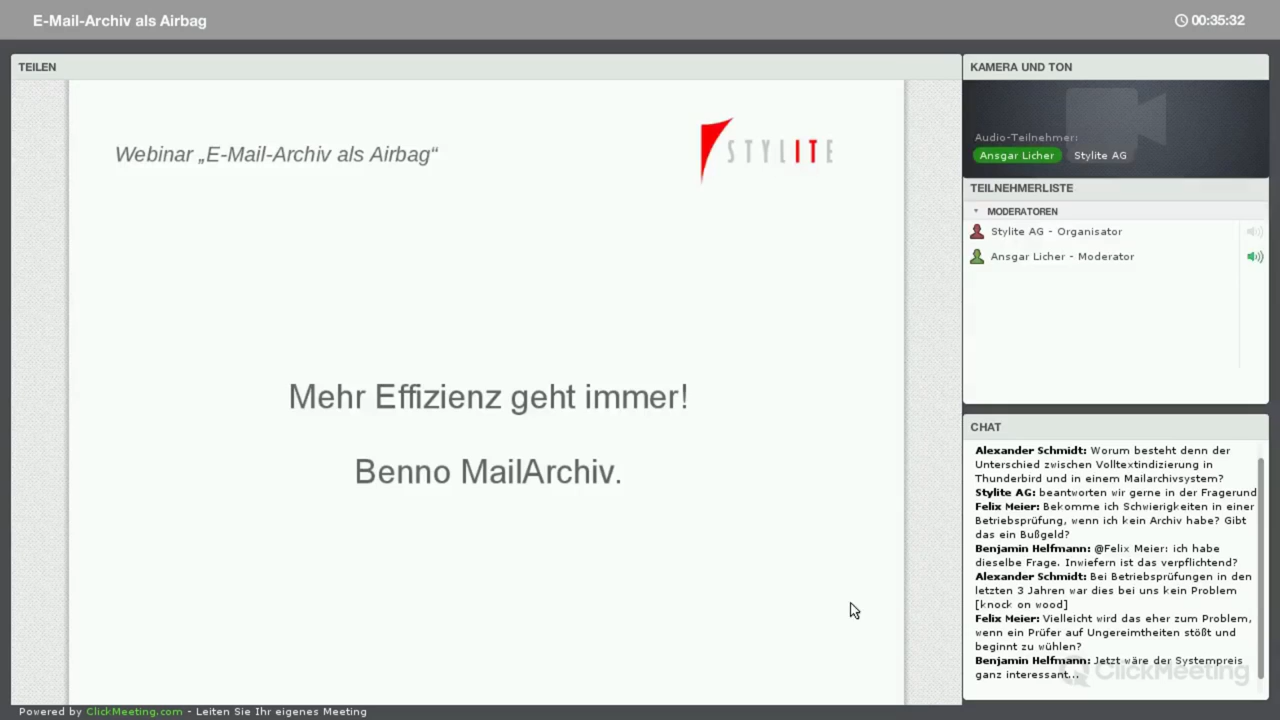 E-Mail-Archiv als Airbag
00:35:32
TEILEN
Webinar „E-Mail-Archiv als Airbag“
STYLITE
Mehr Effizienz geht immer!
Benno MailArchiv.
KAMERA UND TON
Audio-Teilnehmer:
Ansgar Licher Stylite AG
TEILNEHMERLISTE
MODERATOREN
Stylite AG - Organisator
Ansgar Licher - Moderator
CHAT
Alexander Schmidt: Worum besteht denn der
Unterschied zwischen Volltextindizierung in
Thunderbird und in einem Mailarchivsystem?
Stylite AG: beantworten wir gerne in der Fragerund
Felix Meier: Bekomme ich Schwierigkeiten in einer
Betriebsprüfung, wenn ich kein Archiv habe? Gibt
das ein Bußgeld?
Benjamin Helfmann: @Felix Meier: ich habe
dieselbe Frage. Inwiefern ist das verpflichtend?
Alexander Schmidt: Bei Betriebsprüfungen in den
letzten 3 Jahren war dies bei uns kein Problem
[knock on wood]
Felix Meier: Vielleicht wird das eher zum Problem,
wenn ein Prüfer auf Ungereimtheiten stößt und
beginnt zu wühlen?
Benjamin Helfmann: Jetzt wäre der Systempreis
ganz interessant...
ClickMeeting
Powered by ClickMeeting.com - Leiten Sie Ihr eigenes Meeting